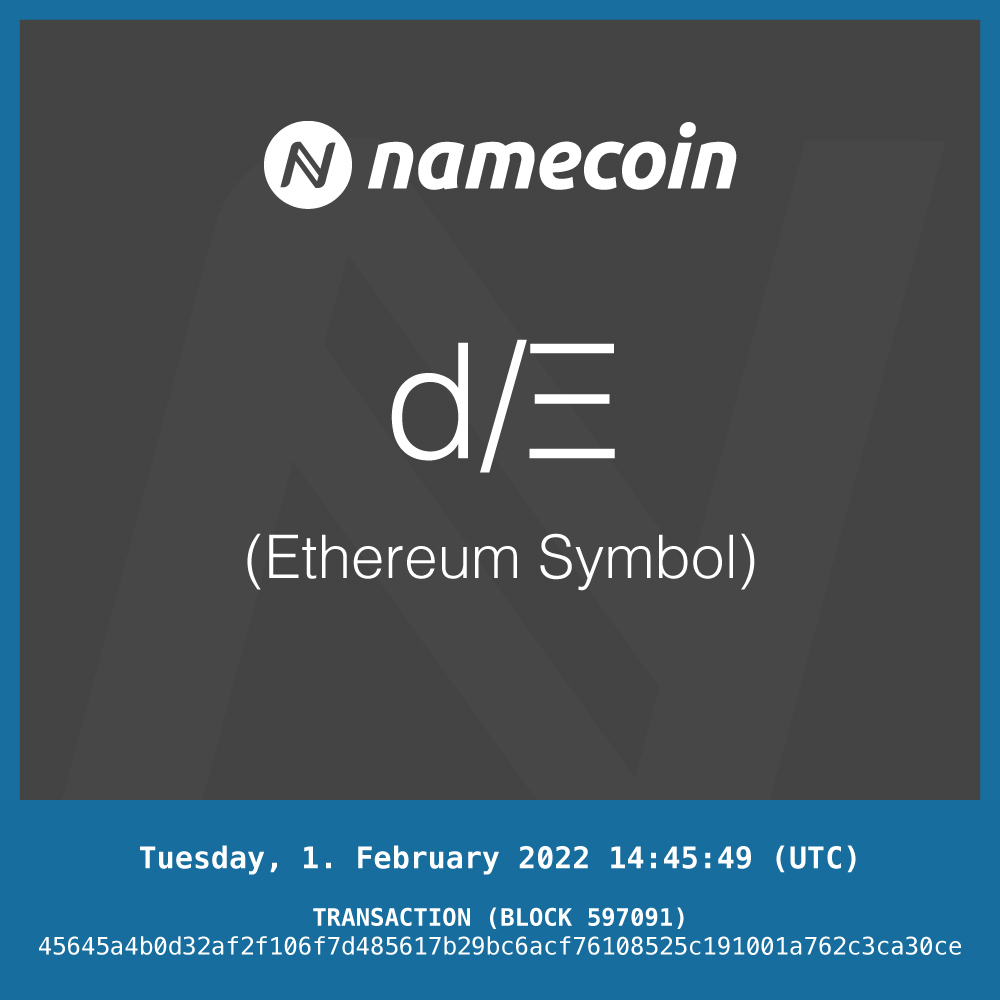 namecoin
d/Ξ
(Ethereum Symbol)
Tuesday, 1. February 2022 14:45:49 (UTC)
TRANSACTION (BLOCK 597091)
45645a4b0d32af2f106f7d485617b29bc6acf76108525c191001a762c3ca30ce